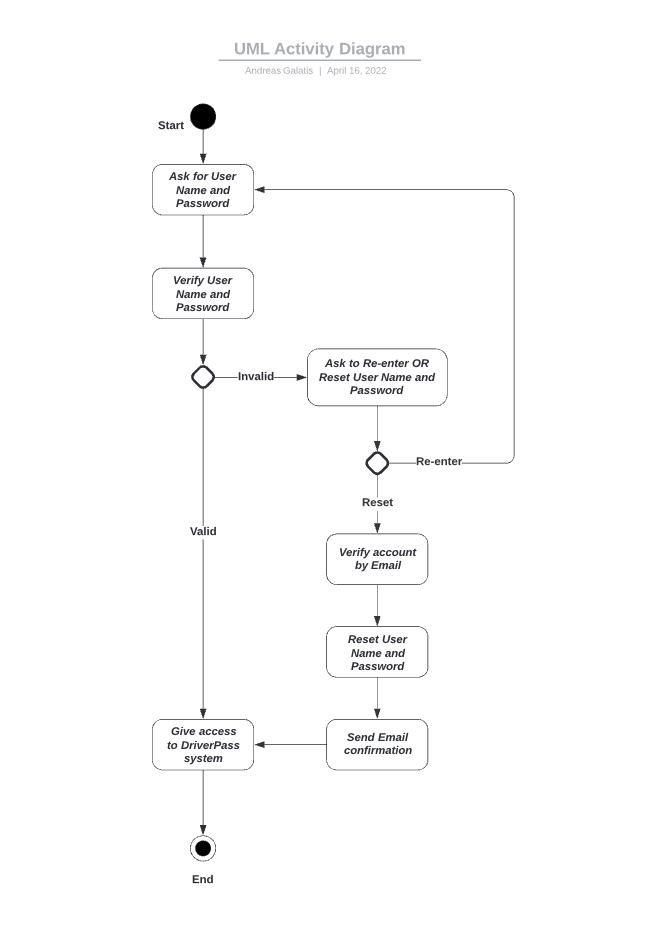 UML Activity Diagram
Andreas Galatis | April 16, 2022
Start
Ask for User
Name and
Password
Verify User
Name and
Password
Invalid
Ask to Re-enter OR
Reset User Name and
Password
Re-enter
Reset
Valid
Verify account
by Email
Reset User
Name and
Password
Give access
to DriverPass
system
Send Email
confirmation
End